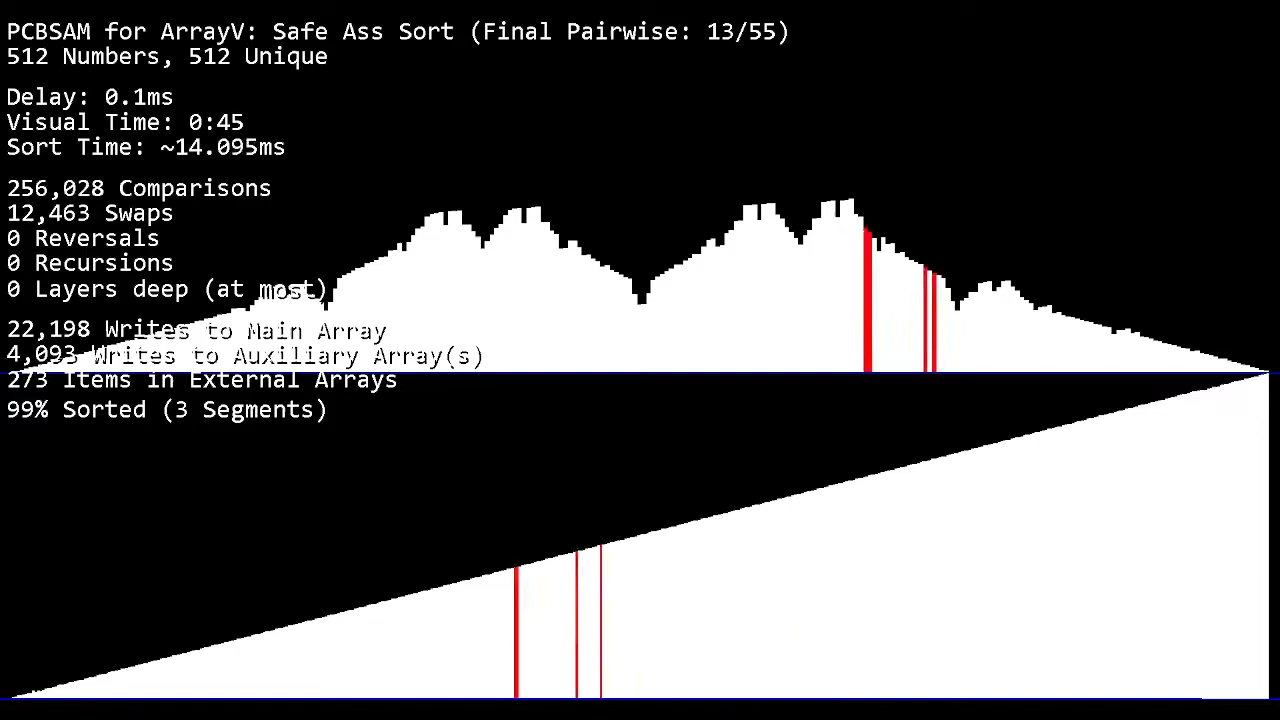 PCBSAM for ArrayV: Safe Ass Sort (Final Pairwise: 13/55)
512 Numbers, 512 Unique
Delay: 0.1ms
Visual Time: 0:45
Sort Time: ~14.095ms
256,028 Comparisons
12,463 Swaps
0 Reversals
0 Recursions
0 Layers deep (at most)
22,198 Writes to Main Array
4,093 Writes to Auxiliary Array(s)
273 Items in External Arrays
99% Sorted (3 Segments)